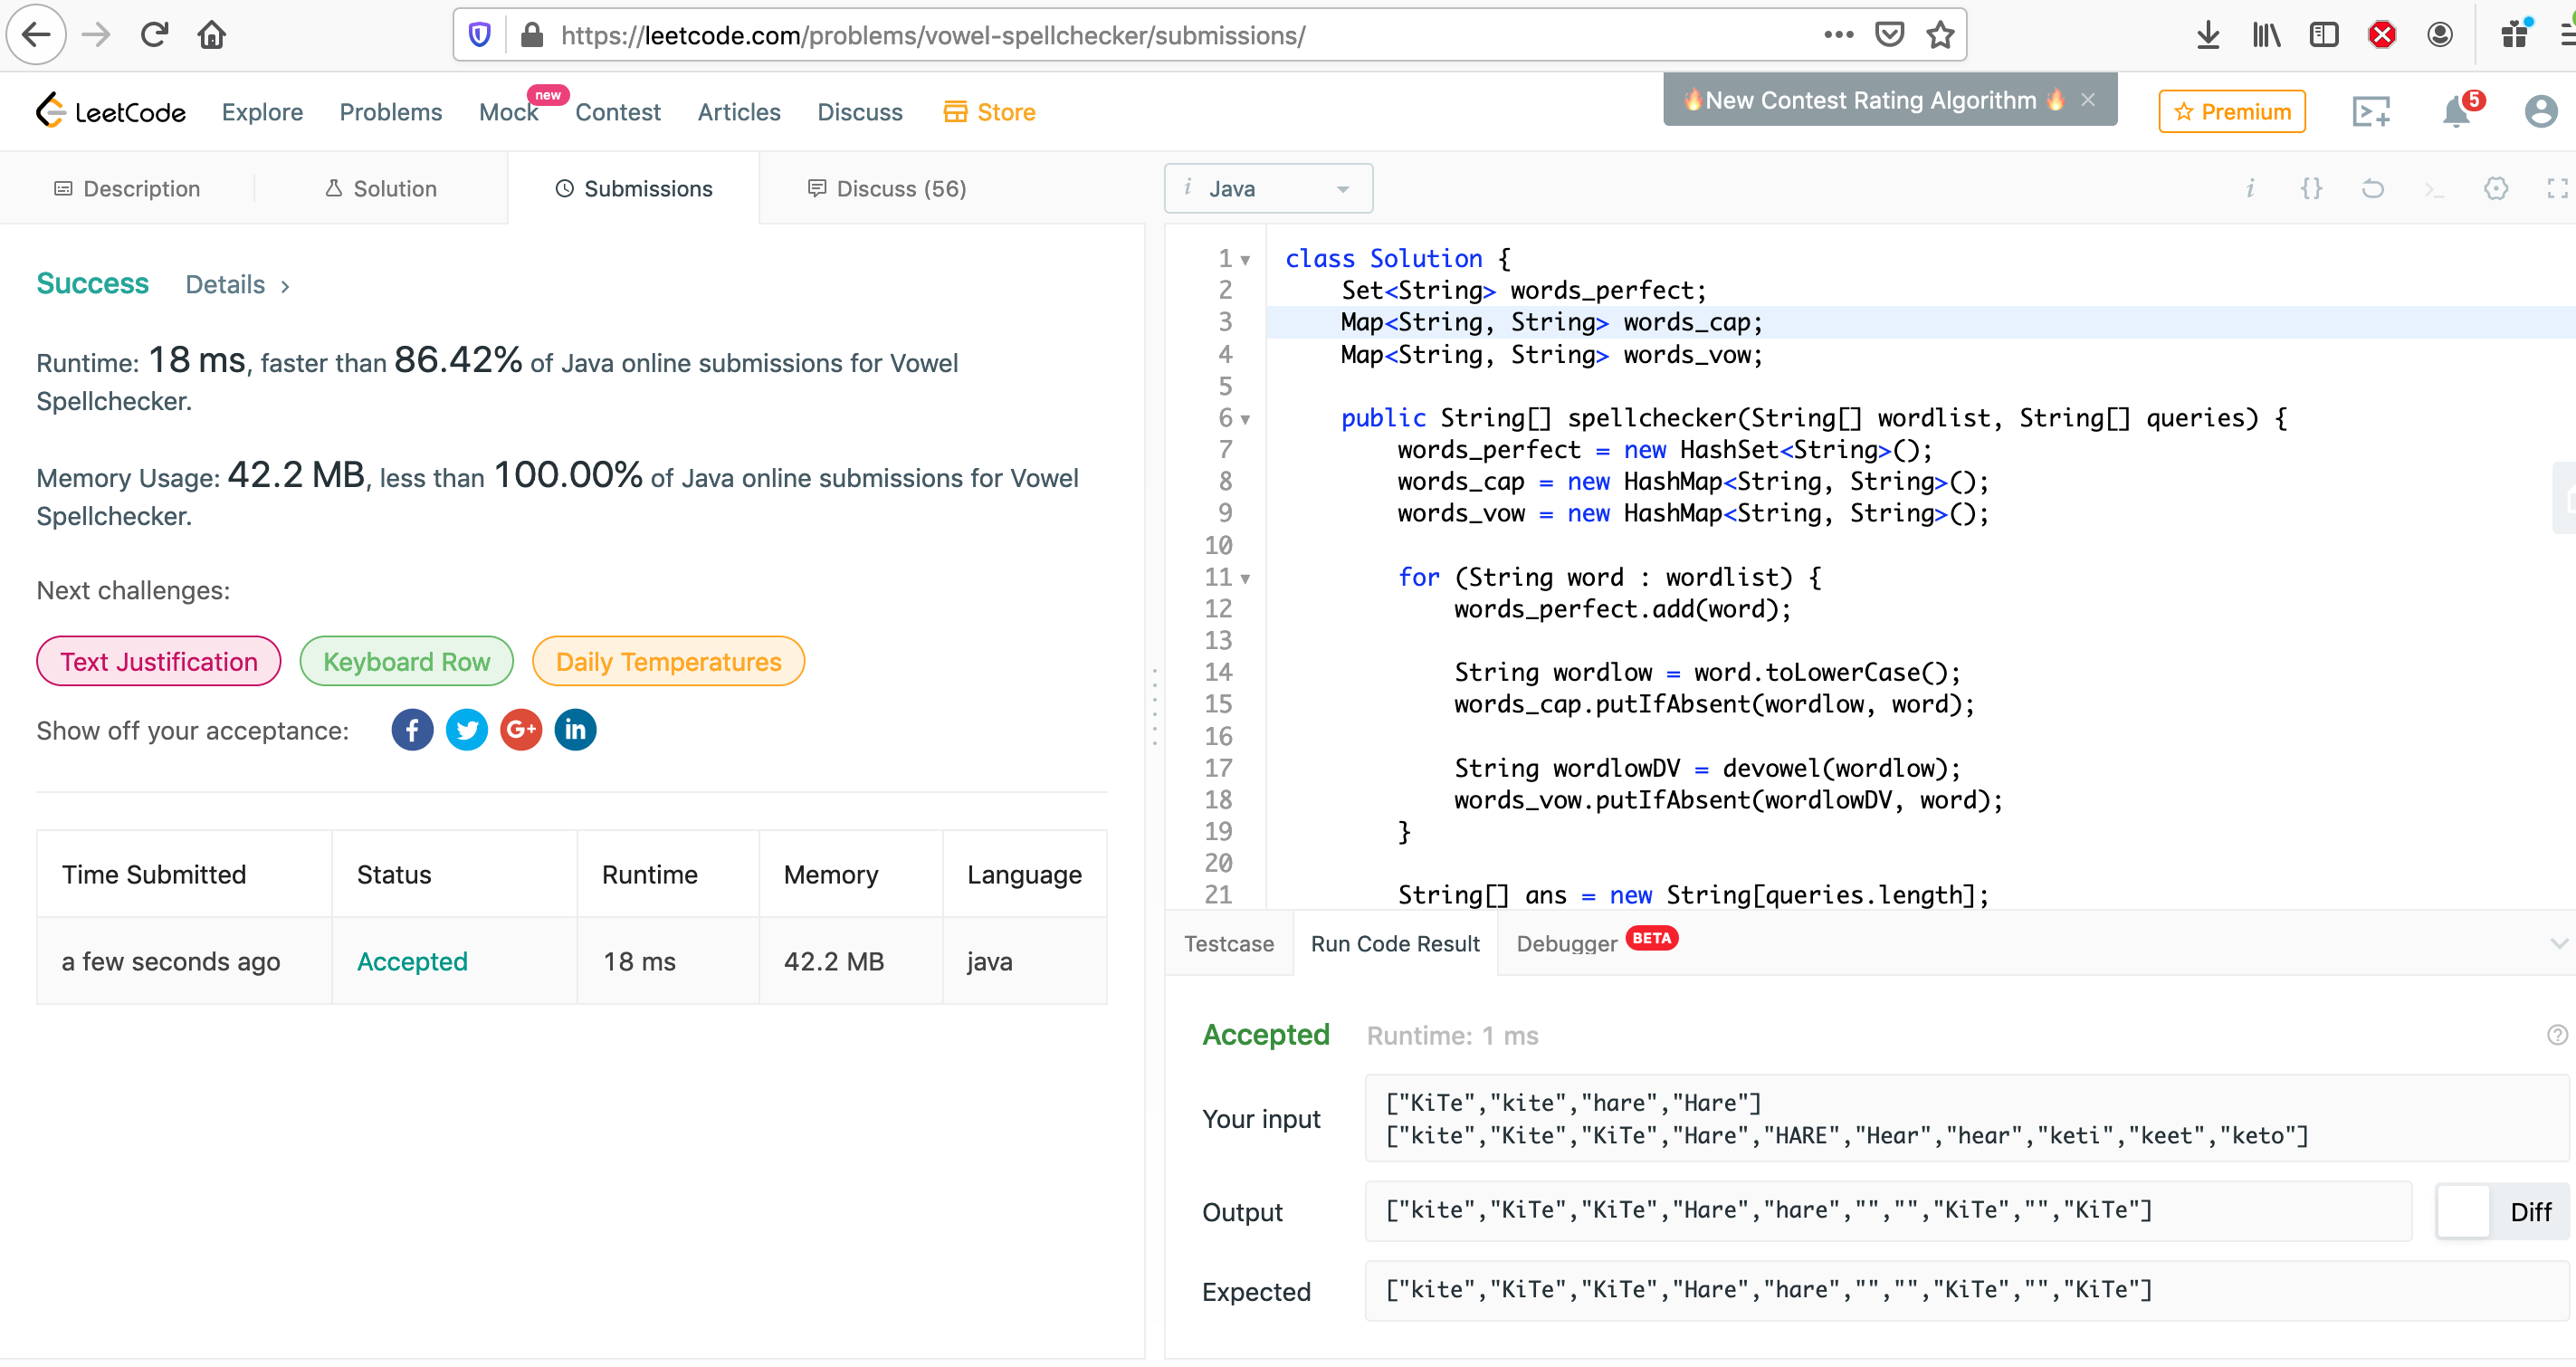 https://leetcode.com/problems/vowel-spellchecker/submissions/
LeetCode Explore Problems Mock new Contest Articles Discuss Store
🔥New Contest Rating Algorithm 🔥 ×
Premium 5
Description Solution Submissions Discuss (56)
i Java
Success Details >
Runtime: 18 ms, faster than 86.42% of Java online submissions for Vowel
Spellchecker.
Memory Usage: 42.2 MB, less than 100.00% of Java online submissions for Vowel
Spellchecker.
Next challenges:
Text Justification Keyboard Row Daily Temperatures
Show off your acceptance: f G+ in
Time Submitted Status Runtime Memory Language
a few seconds ago Accepted 18 ms 42.2 MB java
1 class Solution {
2 Set<String> words_perfect;
3 Map<String, String> words_cap;
4 Map<String, String> words_vow;
5
6 public String[] spellchecker(String[] wordlist, String[] queries) {
7 words_perfect = new HashSet<String>();
8 words_cap = new HashMap<String, String>();
9 words_vow = new HashMap<String, String>();
10
11 for (String word : wordlist) {
12 words_perfect.add(word);
13
14 String wordlow = word.toLowerCase();
15 words_cap.putIfAbsent(wordlow, word);
16
17 String wordlowDV = devowel(wordlow);
18 words_vow.putIfAbsent(wordlowDV, word);
19 }
20
21 String[] ans = new String[queries.length];
Testcase Run Code Result Debugger BETA
Accepted Runtime: 1 ms
Your input
["KiTe","kite","hare","Hare"]
["kite","Kite","KiTe","Hare","HARE","Hear","hear","keti","keet","keto"]
Output ["kite","KiTe","KiTe","Hare","hare","","","KiTe","","KiTe"] Diff
Expected ["kite","KiTe","KiTe","Hare","hare","","","KiTe","","KiTe"]